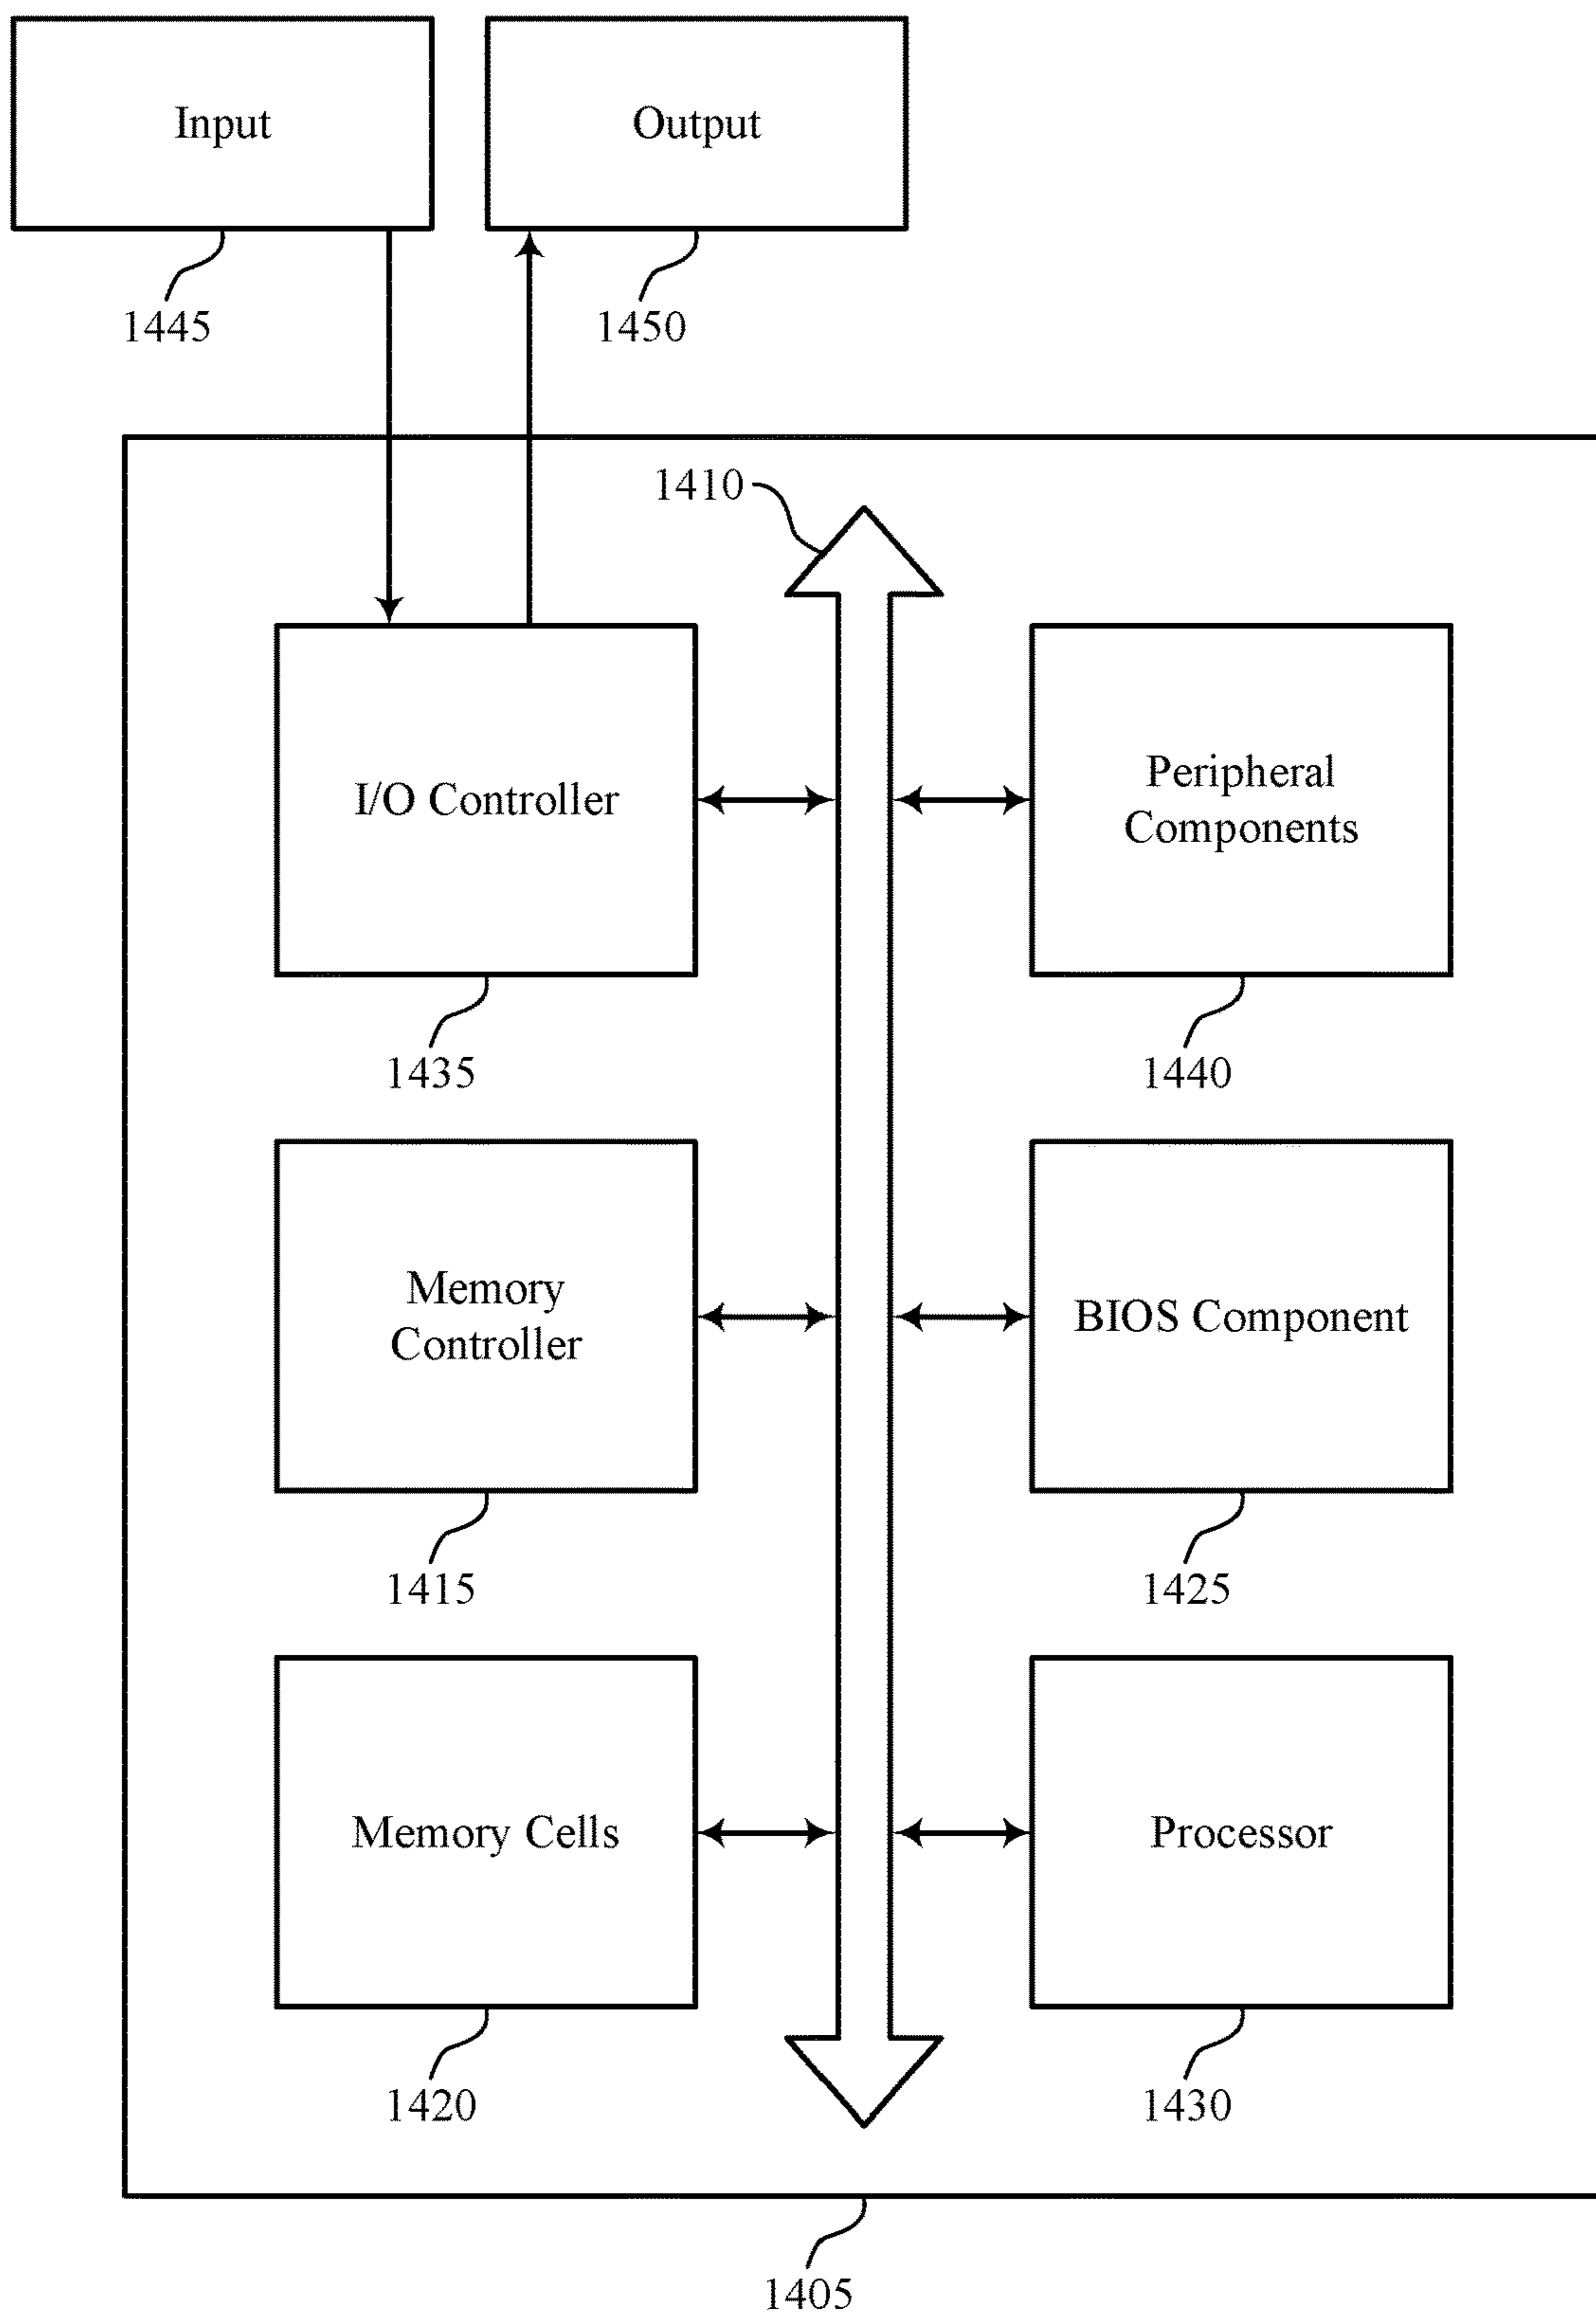 Input
Output
1445
1450
1410
I/O Controller
Peripheral
Components
1435
1440
Memory
Controller
BIOS Component
1415
1425
Memory Cells
Processor
1420
1430
1405